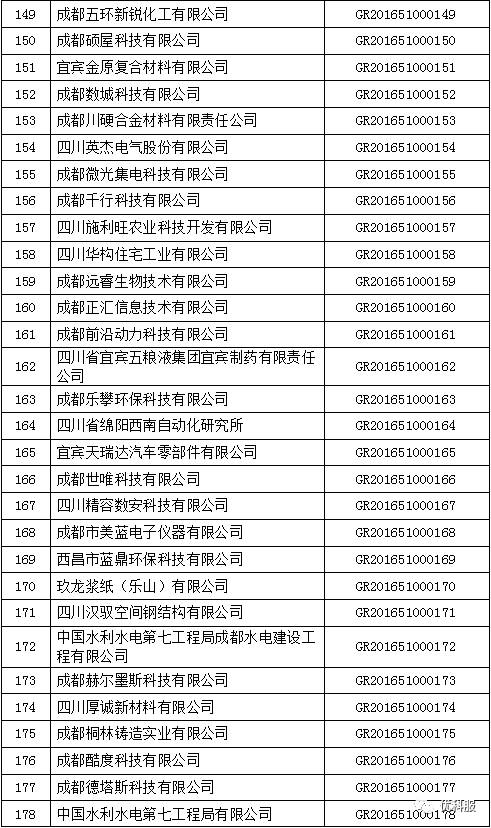 149 成都五环新锐化工有限公司 GR201651000149
150 成都硕屋科技有限公司 GR201651000150
151 宜宾金原复合材料有限公司 GR201651000151
152 成都数城科技有限公司 GR201651000152
153 成都川硬合金材料有限责任公司 GR201651000153
154 四川英杰电气股份有限公司 GR201651000154
155 成都微光集电科技有限公司 GR201651000155
156 成都千行科技有限公司 GR201651000156
157 四川施利旺农业科技开发有限公司 GR201651000157
158 四川华构住宅工业有限公司 GR201651000158
159 成都远睿生物技术有限公司 GR201651000159
160 成都正汇信息技术有限公司 GR201651000160
161 成都前沿动力科技有限公司 GR201651000161
162 四川省宜宾五粮液集团宜宾制药有限责任 GR201651000162
公司
163 成都乐攀环保科技有限公司 GR201651000163
164 四川省绵阳西南自动化研究所 GR201651000164
165 宜宾天瑞达汽车零部件有限公司 GR201651000165
166 成都世唯科技有限公司 GR201651000166
167 四川精容数安科技有限公司 GR201651000167
168 成都市美蓝电子仪器有限公司 GR201651000168
169 西昌市蓝鼎环保科技有限公司 GR201651000169
170 玖龙浆纸（乐山）有限公司 GR201651000170
171 四川汉驭空间钢结构有限公司 GR201651000171
172 中国水利水电第七工程局成都水电建设工 GR201651000172
程有限公司
173 成都赫尔墨斯科技有限公司 GR201651000173
174 四川厚诚新材料有限公司 GR201651000174
175 成都桐林铸造实业有限公司 GR201651000175
176 成都酷度科技有限公司 GR201651000176
177 成都德塔斯科技有限公司 GR201651000177
178 中国水利水电第七工程局有限公司 GR201651000178
优科服